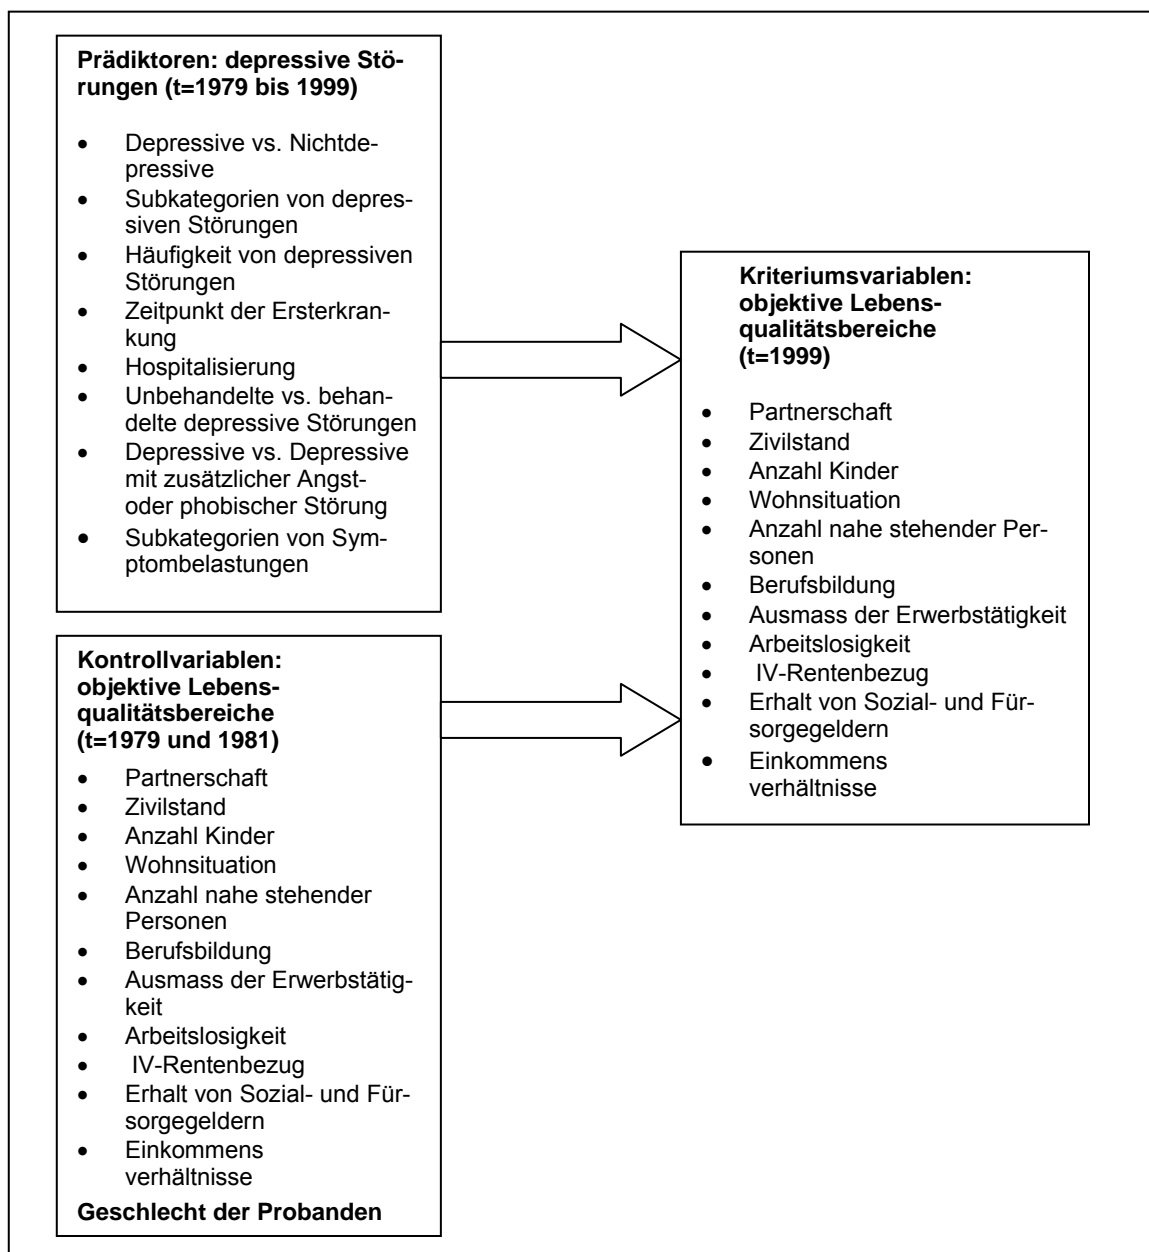 Prädiktoren: depressive Stö-
rungen (t=1979 bis 1999)
• Depressive vs. Nichtde-
pressive
• Subkategorien von depres-
siven Störungen
• Häufigkeit von depressiven
Störungen
• Zeitpunkt der Ersterkran-
kung
• Hospitalisierung
• Unbehandelte vs. behan-
delte depressive Störungen
• Depressive vs. Depressive
mit zusätzlicher Angst-
oder phobischer Störung
• Subkategorien von Sym-
ptombelastungen
Kontrollvariablen:
objektive Lebens-
qualitätsbereiche
(t=1979 und 1981)
• Partnerschaft
• Zivilstand
• Anzahl Kinder
• Wohnsituation
• Anzahl nahe stehender
Personen
• Berufsbildung
• Ausmass der Erwerbstätig-
keit
• Arbeitslosigkeit
• IV-Rentenbezug
• Erhalt von Sozial- und Für-
sorgegeldern
• Einkommens
verhältnisse
Geschlecht der Probanden
Kriteriumsvariablen:
objektive Lebens-
qualitätsbereiche
(t=1999)
• Partnerschaft
• Zivilstand
• Anzahl Kinder
• Wohnsituation
• Anzahl nahe stehender Per-
sonen
• Berufsbildung
• Ausmass der Erwerbstätigkeit
• Arbeitslosigkeit
• IV-Rentenbezug
• Erhalt von Sozial- und Für-
sorgegeldern
• Einkommens
verhältnisse